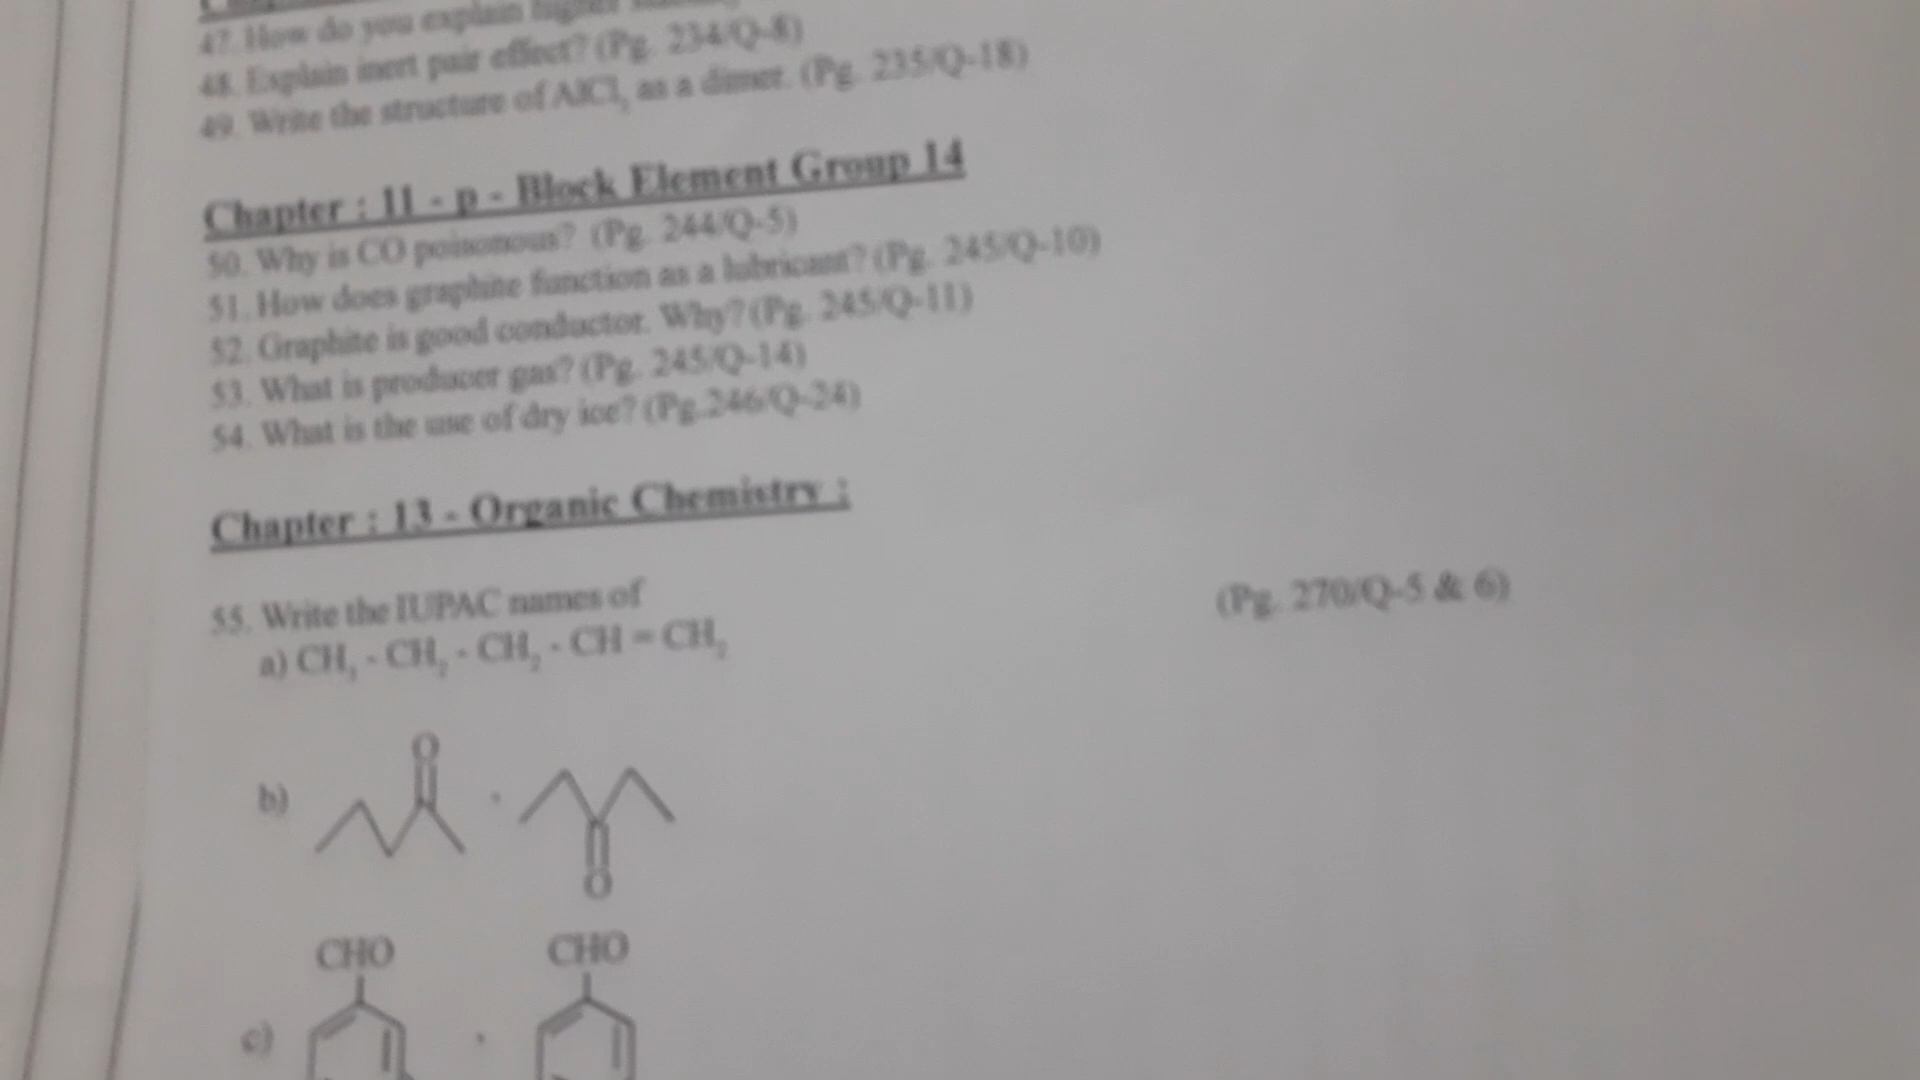 47. How do you explain higher
48. Explain inert pair effect? (Pg. 234/Q-8)
49. Write the structure of AlCl₃ as a dimer. (Pg. 235/Q-18)
Chapter : 11 - p - Block Element Group 14
50. Why is CO poisonous? (Pg. 244/Q-5)
51. How does graphite function as a lubricant? (Pg. 245/Q-10)
52. Graphite is good conductor. Why? (Pg. 245/Q-11)
53. What is producer gas? (Pg. 245/Q-14)
54. What is the use of dry ice? (Pg.246/Q-24)
Chapter : 13 - Organic Chemistry :
55. Write the IUPAC names of (Pg. 270/Q-5 & 6)
a) CH₃ - CH₂ - CH₂ - CH = CH₂
b) O , O
CHO CHO
c) ,